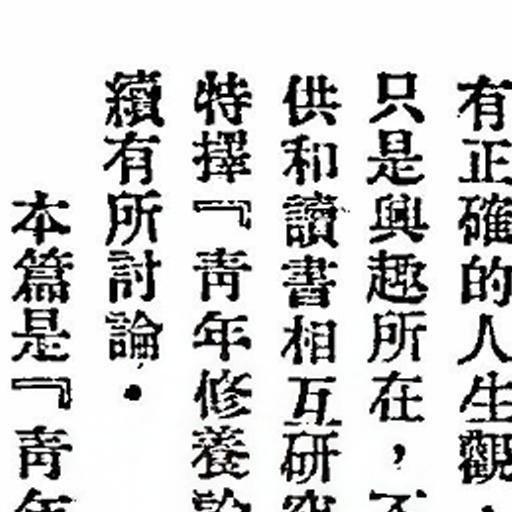 有正確的人生觀，
只是興趣所在，不
供和讀書相互研究
特擇『青年修養論
續有所討論．
本篇是『青年